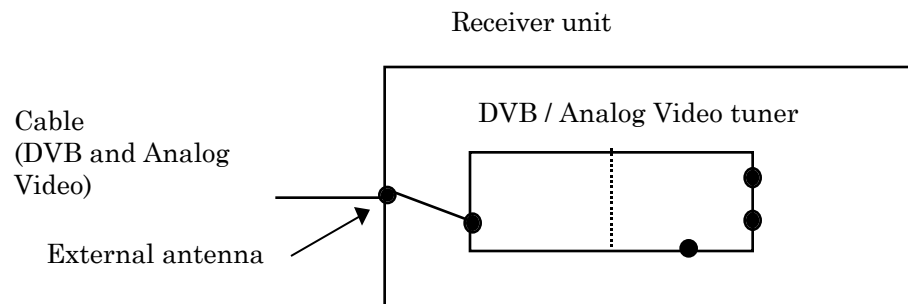 Receiver unit
DVB / Analog Video tuner
Cable
(DVB and Analog
Video)
External antenna